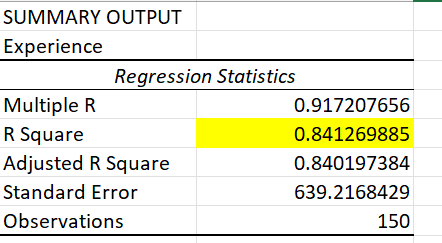 SUMMARY OUTPUT
Experience
Regression Statistics
Multiple R 0.917207656
R Square 0.841269885
Adjusted R Square 0.840197384
Standard Error 639.2168429
Observations 150